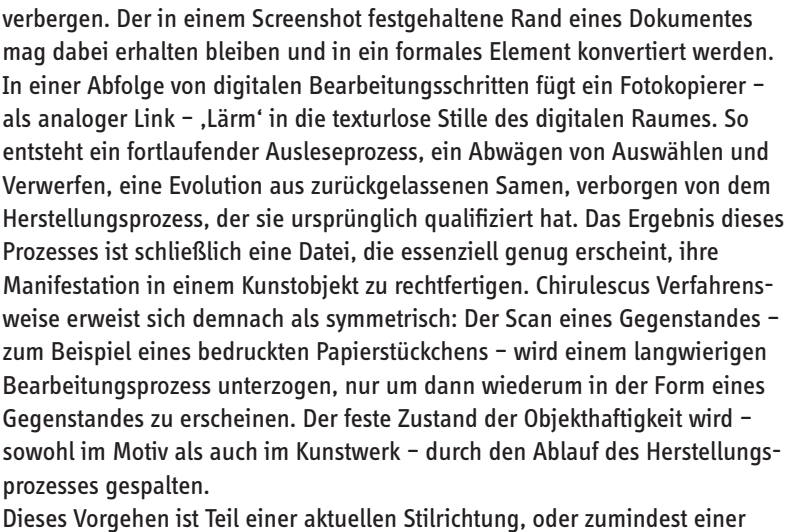 verbergen. Der in einem Screenshot festgehaltene Rand eines Dokumentes
mag dabei erhalten bleiben und in ein formales Element konvertiert werden.
In einer Abfolge von digitalen Bearbeitungsschritten fügt ein Fotokopierer –
als analoger Link – ‚Lärm‘ in die texturlose Stille des digitalen Raumes. So
entsteht ein fortlaufender Ausleseprozess, ein Abwägen von Auswählen und
Verwerfen, eine Evolution aus zurückgelassenen Samen, verborgen von dem
Herstellungsprozess, der sie ursprünglich qualifiziert hat. Das Ergebnis dieses
Prozesses ist schließlich eine Datei, die essenziell genug erscheint, ihre
Manifestation in einem Kunstobjekt zu rechtfertigen. Chirulescus Verfahrens-
weise erweist sich demnach als symmetrisch: Der Scan eines Gegenstandes –
zum Beispiel eines bedruckten Papierstückchens – wird einem langwierigen
Bearbeitungsprozess unterzogen, nur um dann wiederum in der Form eines
Gegenstandes zu erscheinen. Der feste Zustand der Objekthaftigkeit wird –
sowohl im Motiv als auch im Kunstwerk – durch den Ablauf des Herstellungs-
prozesses gespalten.
Dieses Vorgehen ist Teil einer aktuellen Stilrichtung, oder zumindest einer